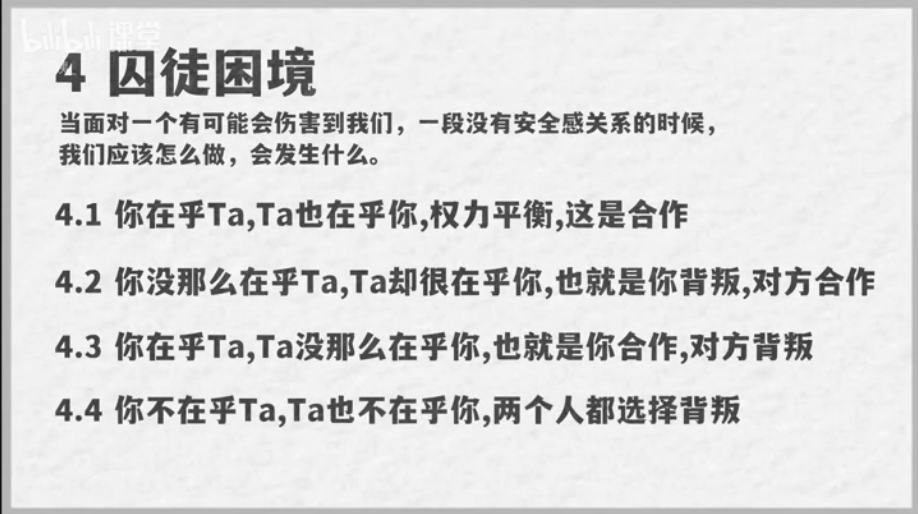 bilibili 课堂
4 囚徒困境
当面对一个有可能会伤害到我们，一段没有安全感关系的时候，
我们应该怎么做，会发生什么。
4.1 你在乎Ta,Ta也在乎你,权力平衡,这是合作
4.2 你没那么在乎Ta,Ta却很在乎你,也就是你背叛,对方合作
4.3 你在乎Ta,Ta没那么在乎你,也就是你合作,对方背叛
4.4 你不在乎Ta,Ta也不在乎你,两个人都选择背叛